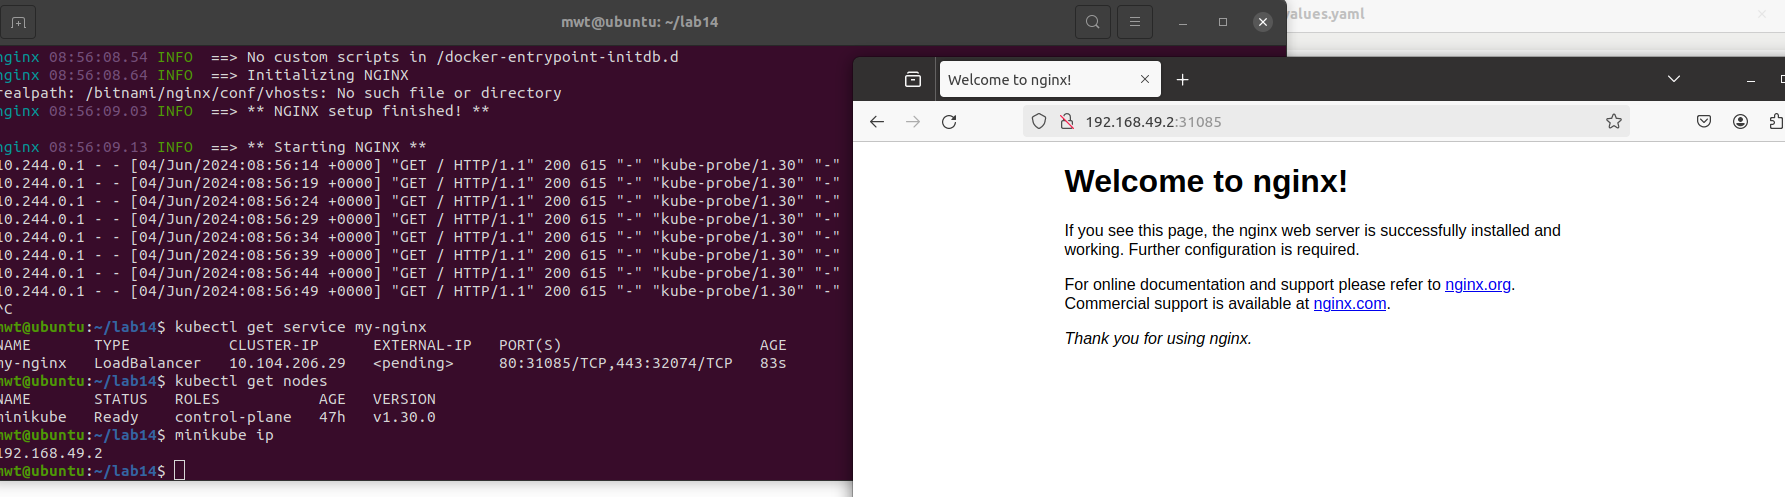 mwt@ubuntu: ~/lab14
values.yaml
nginx 08:56:08.54 INFO  ==> No custom scripts in /docker-entrypoint-initdb.d
nginx 08:56:08.64 INFO  ==> Initializing NGINX
realpath: /bitnami/nginx/conf/vhosts: No such file or directory
nginx 08:56:09.03 INFO  ==> ** NGINX setup finished! **
nginx 08:56:09.13 INFO  ==> ** Starting NGINX **
10.244.0.1 - - [04/Jun/2024:08:56:14 +0000] "GET / HTTP/1.1" 200 615 "-" "kube-probe/1.30" "-"
10.244.0.1 - - [04/Jun/2024:08:56:19 +0000] "GET / HTTP/1.1" 200 615 "-" "kube-probe/1.30" "-"
10.244.0.1 - - [04/Jun/2024:08:56:24 +0000] "GET / HTTP/1.1" 200 615 "-" "kube-probe/1.30" "-"
10.244.0.1 - - [04/Jun/2024:08:56:29 +0000] "GET / HTTP/1.1" 200 615 "-" "kube-probe/1.30" "-"
10.244.0.1 - - [04/Jun/2024:08:56:34 +0000] "GET / HTTP/1.1" 200 615 "-" "kube-probe/1.30" "-"
10.244.0.1 - - [04/Jun/2024:08:56:39 +0000] "GET / HTTP/1.1" 200 615 "-" "kube-probe/1.30" "-"
10.244.0.1 - - [04/Jun/2024:08:56:44 +0000] "GET / HTTP/1.1" 200 615 "-" "kube-probe/1.30" "-"
10.244.0.1 - - [04/Jun/2024:08:56:49 +0000] "GET / HTTP/1.1" 200 615 "-" "kube-probe/1.30" "-"
^C
mwt@ubuntu:~/lab14$ kubectl get service my-nginx
NAME       TYPE           CLUSTER-IP      EXTERNAL-IP   PORT(S)                      AGE
my-nginx   LoadBalancer   10.104.206.29   <pending>     80:31085/TCP,443:32074/TCP   83s
mwt@ubuntu:~/lab14$ kubectl get nodes
NAME       STATUS   ROLES           AGE   VERSION
minikube   Ready    control-plane   47h   v1.30.0
mwt@ubuntu:~/lab14$ minikube ip
192.168.49.2
mwt@ubuntu:~/lab14$
Welcome to nginx!
192.168.49.2:31085
Welcome to nginx!
If you see this page, the nginx web server is successfully installed and
working. Further configuration is required.
For online documentation and support please refer to nginx.org.
Commercial support is available at nginx.com.
Thank you for using nginx.